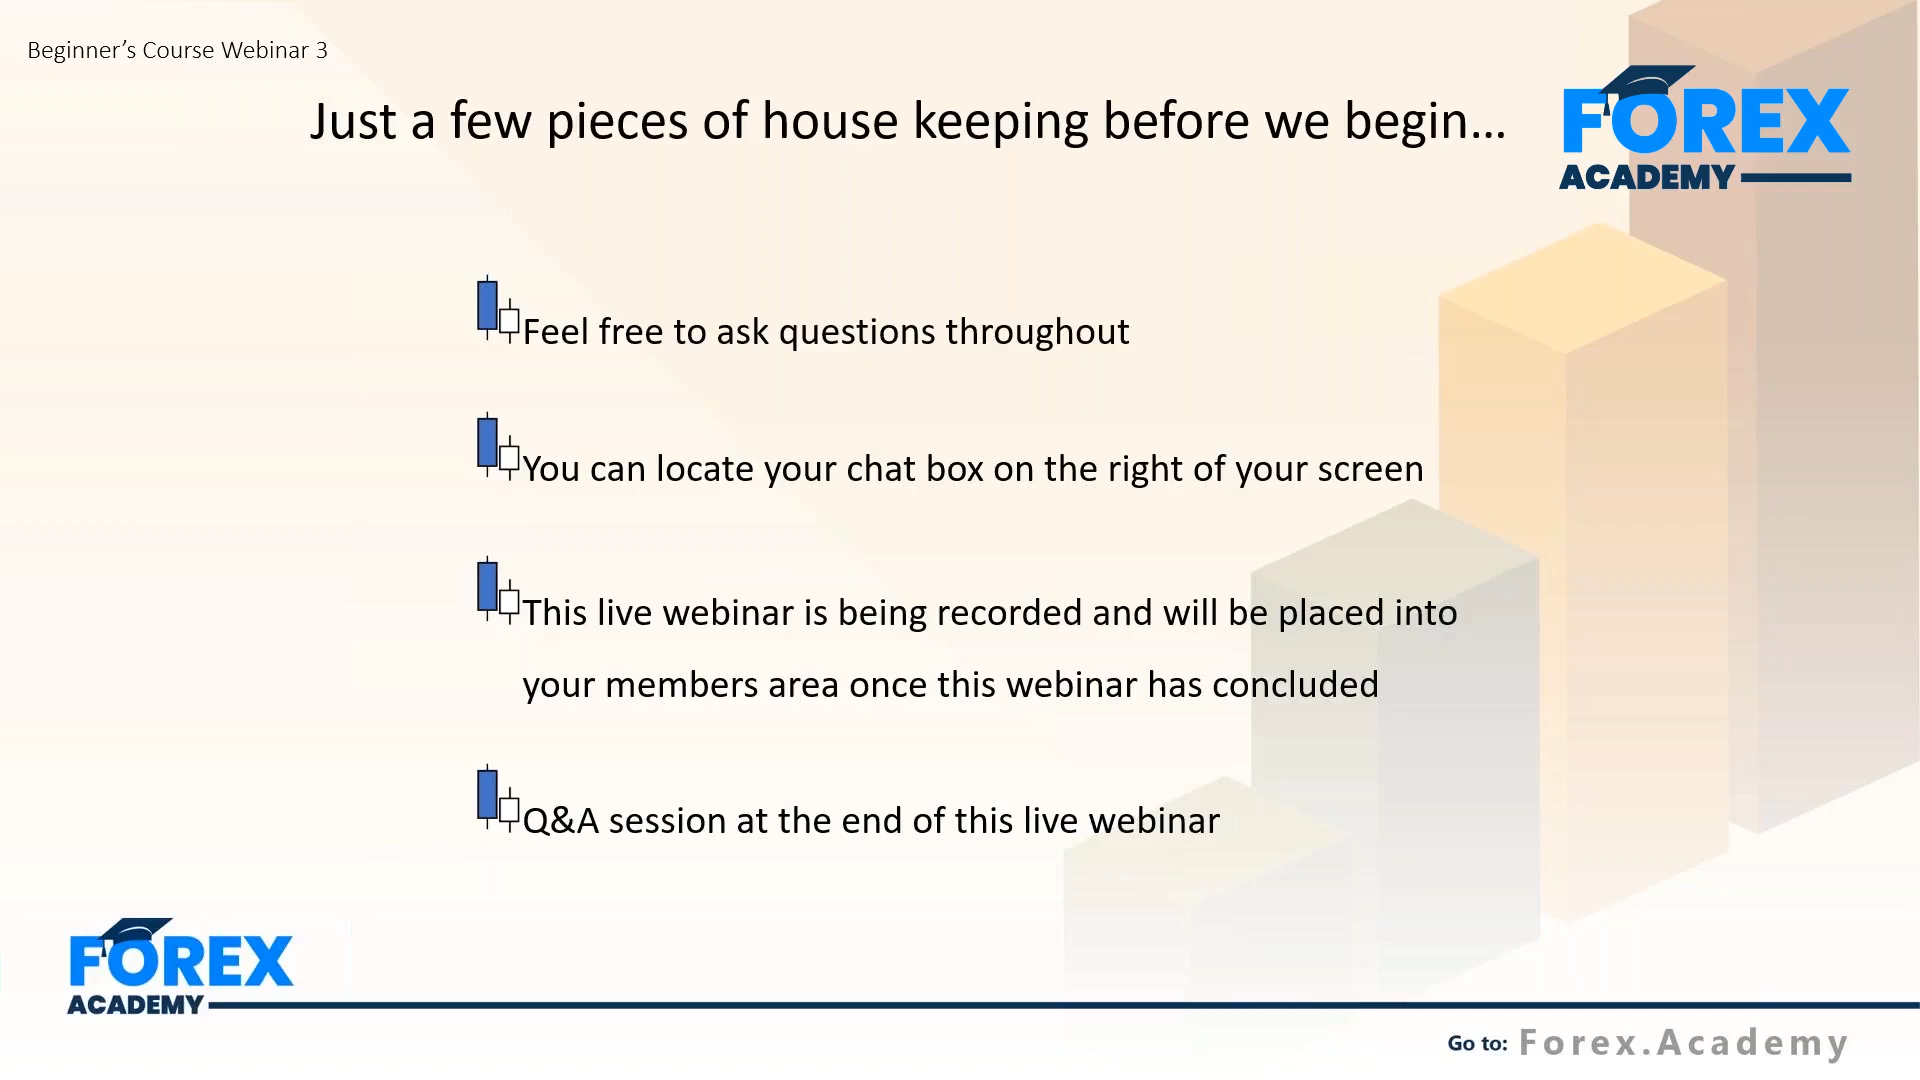 Beginner’s Course Webinar 3
Just a few pieces of house keeping before we begin…
FOREX
ACADEMY
Feel free to ask questions throughout
You can locate your chat box on the right of your screen
This live webinar is being recorded and will be placed into
your members area once this webinar has concluded
Q&A session at the end of this live webinar
FOREX
ACADEMY
Go to: Forex.Academy